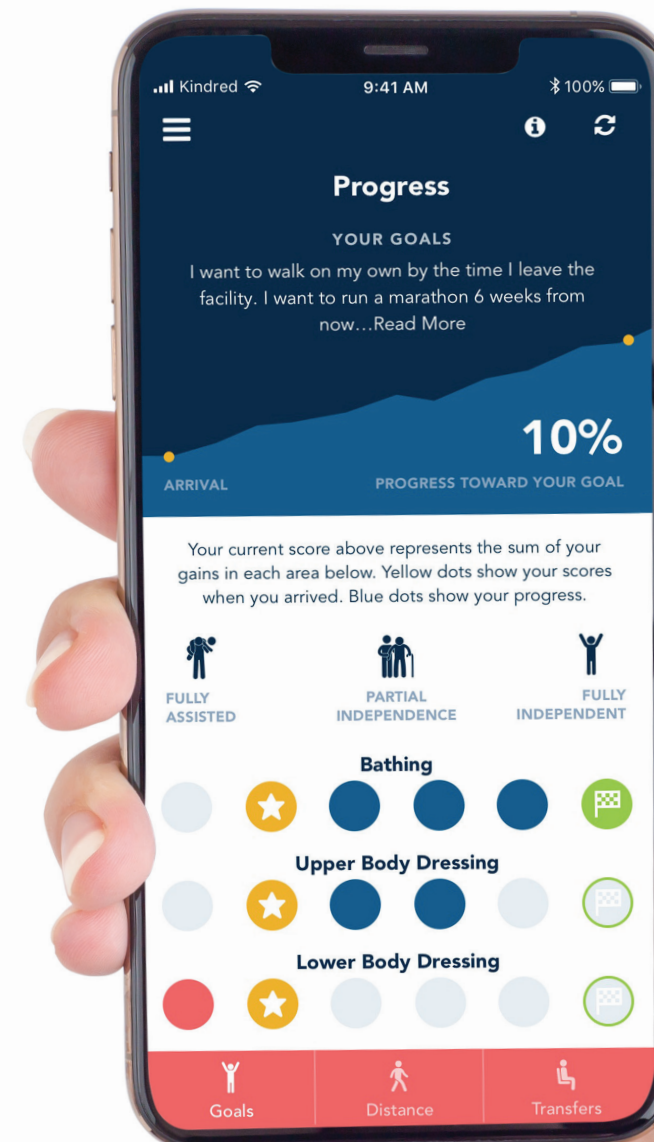 Kindred
9:41 AM
100%
Progress
YOUR GOALS
I want to walk on my own by the time I leave the
facility. I want to run a marathon 6 weeks from
now...Read More
10%
ARRIVAL
PROGRESS TOWARD YOUR GOAL
Your current score above represents the sum of your
gains in each area below. Yellow dots show your scores
when you arrived. Blue dots show your progress.
FULLY
ASSISTED
PARTIAL
INDEPENDENCE
FULLY
INDEPENDENT
Bathing
Upper Body Dressing
Lower Body Dressing
Goals
Distance
Transfers